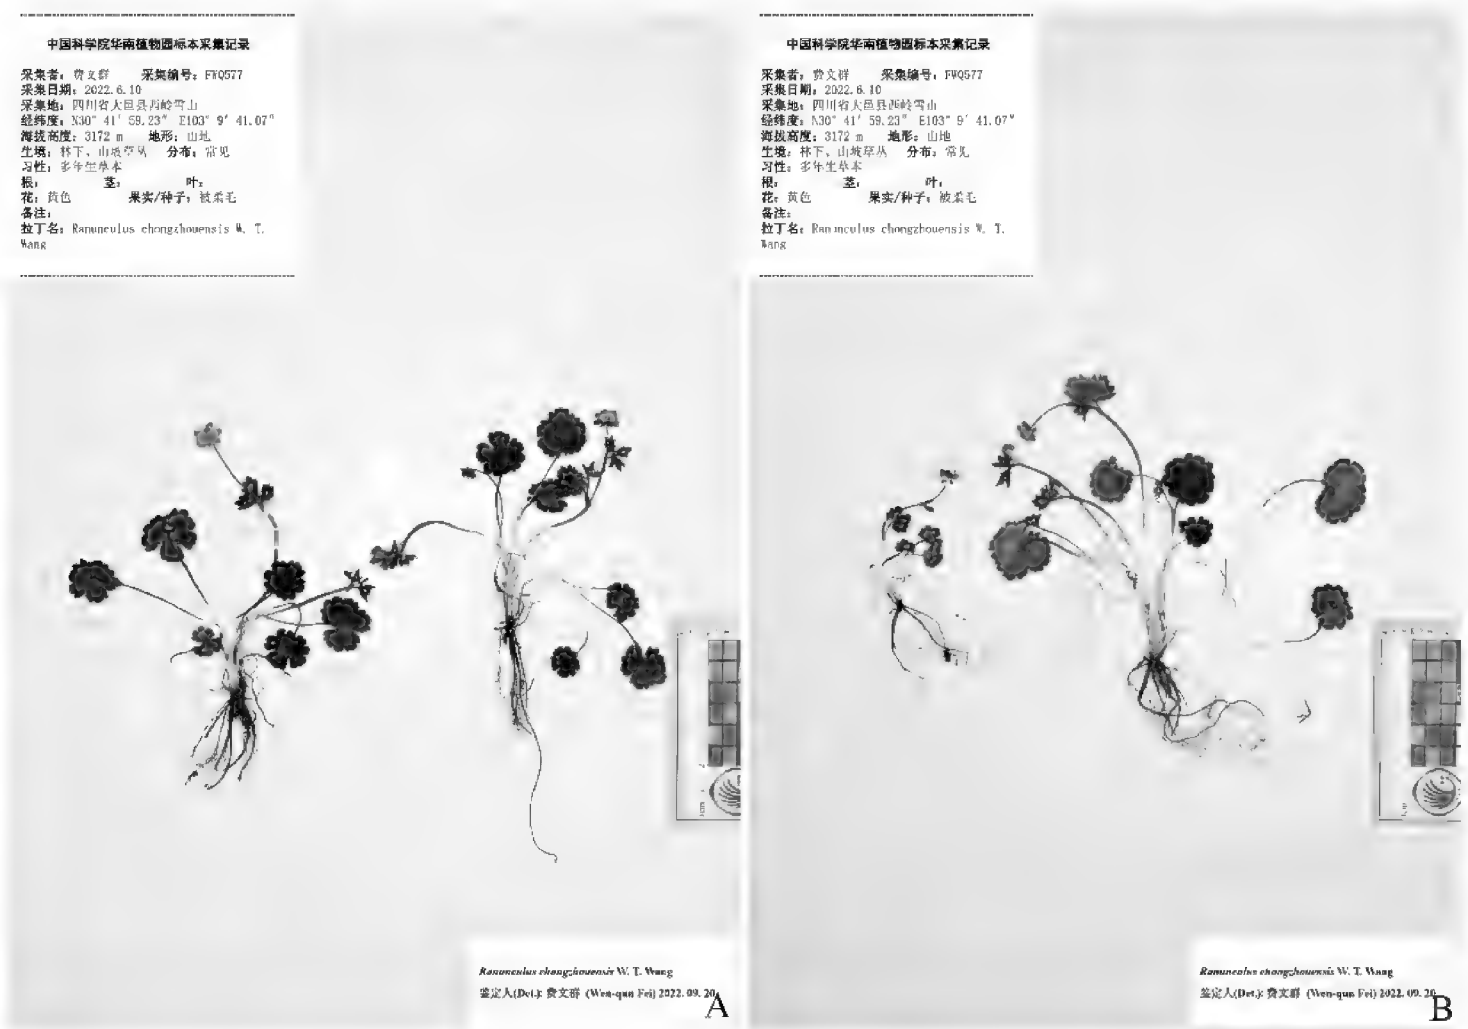 中国科学院华南植物园标本采集记录
采集者：费文群 采集编号：FWQ577
采集日期：2022.6.10
采集地：四川省大邑县西岭雪山
经纬度：N30° 41′ 59.23″ E103° 9′ 41.07″
海拔高度：3172 m 地形：山地
生境：林下、山坡草丛 分布：常见
习性：多年生草本
根： 茎： 叶：
花：黄色 果实/种子：被柔毛
备注：
拉丁名：Ranunculus chongzhouensis W. T.
Wang
Ranunculus chongzhouensis W. T. Wang
鉴定人(Det.): 费文群 (Wen-qun Fei) 2022. 09. 20
A
中国科学院华南植物园标本采集记录
采集者：费文群 采集编号：FWQ577
采集日期：2022.6.10
采集地：四川省大邑县西岭雪山
经纬度：N30° 41′ 59.23″ E103° 9′ 41.07″
海拔高度：3172 m 地形：山地
生境：林下、山坡草丛 分布：常见
习性：多年生草本
根： 茎： 叶：
花：黄色 果实/种子：被柔毛
备注：
拉丁名：Ranunculus chongzhouensis W. T.
Wang
Ranunculus chongzhouensis W. T. Wang
鉴定人(Det.): 费文群 (Wen-qun Fei) 2022. 09. 20
B